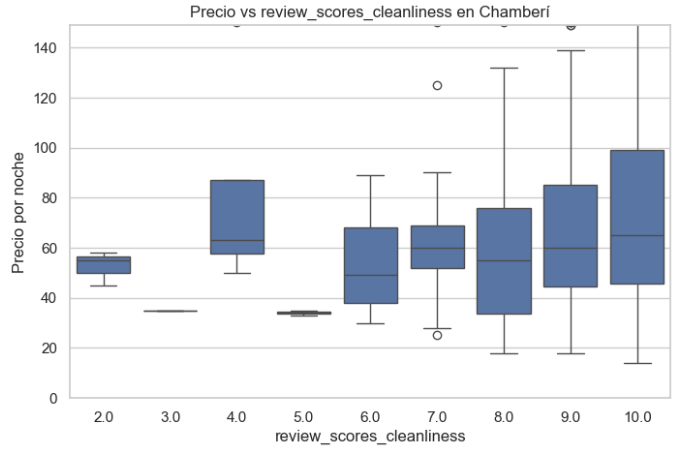 Precio vs review_scores_cleanliness en Chamberí
Precio por noche
140
120
100
80
60
40
20
0
2.0 3.0 4.0 5.0 6.0 7.0 8.0 9.0 10.0
review_scores_cleanliness